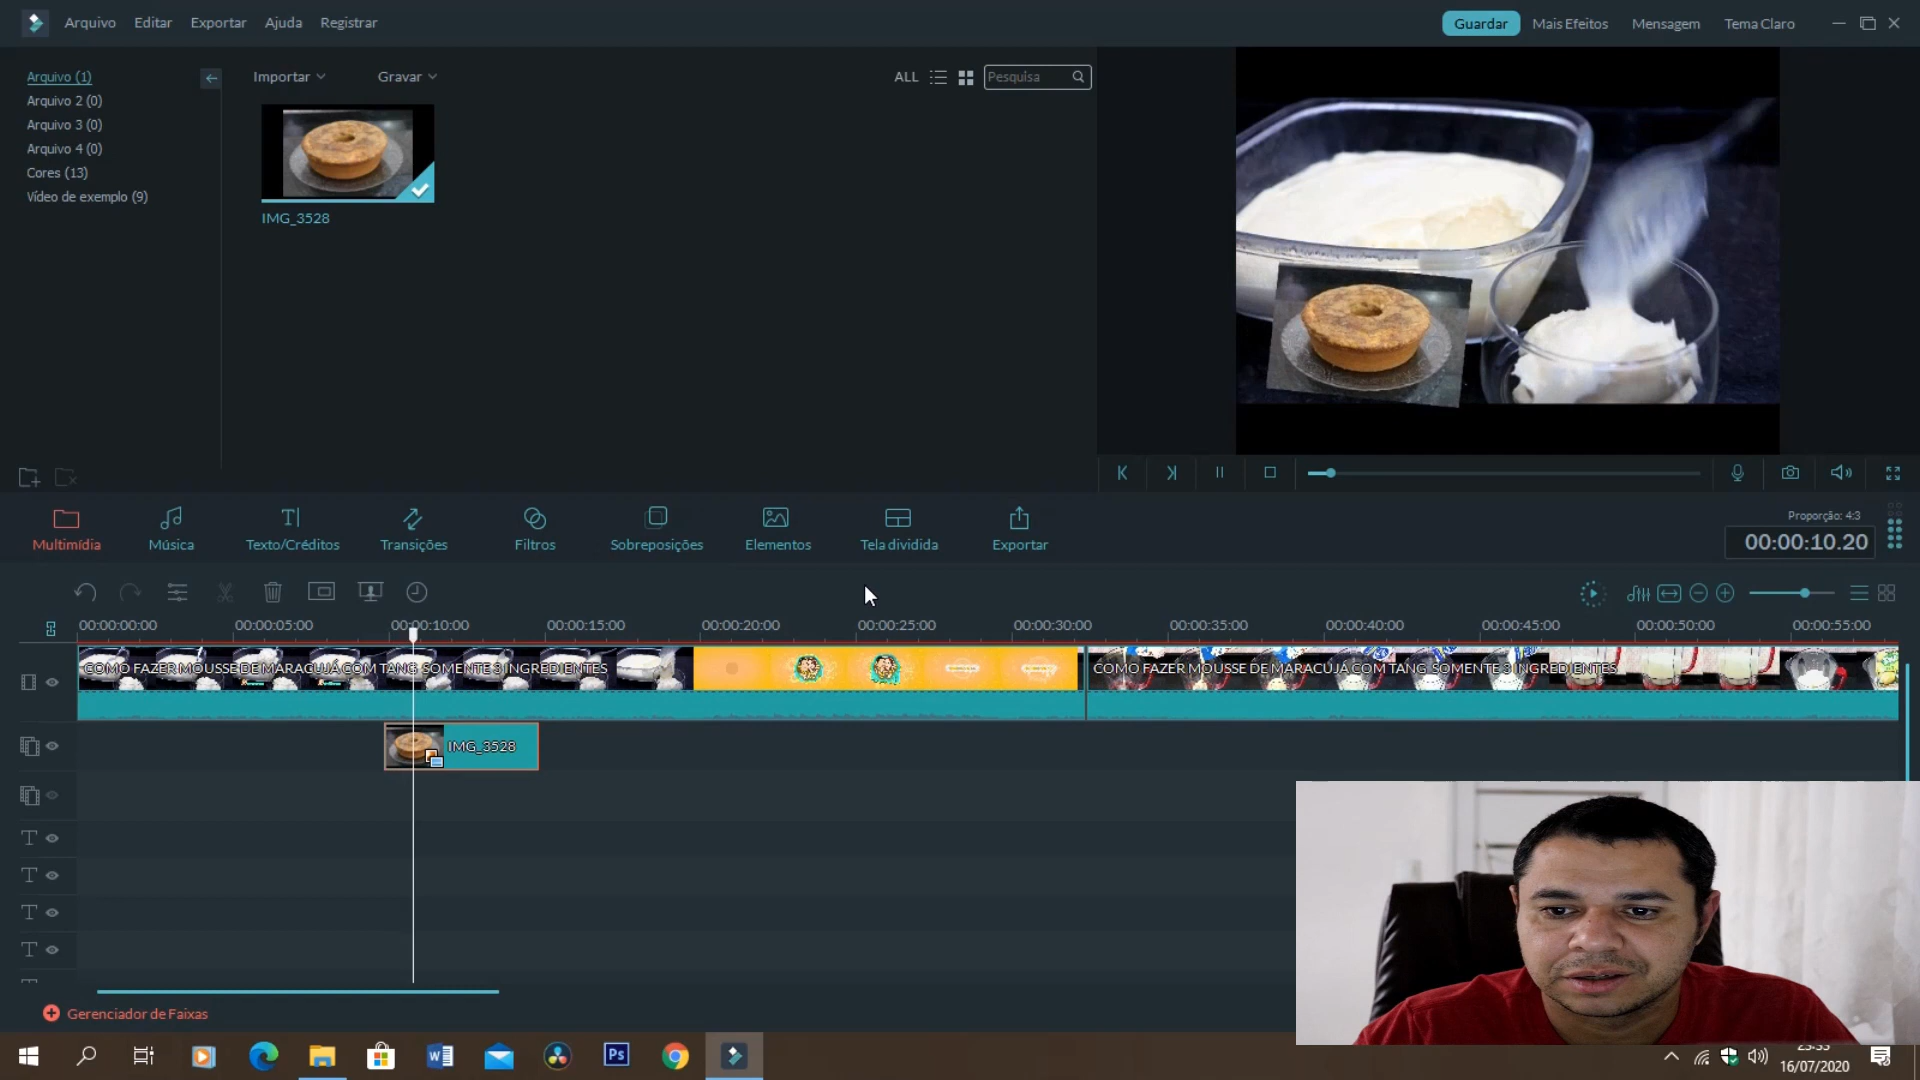 Arquivo Editar Exportar Ajuda Registrar
Guardar Mais Efeitos Mensagem Tema Claro
Arquivo (1)
Arquivo 2 (0)
Arquivo 3 (0)
Arquivo 4 (0)
Cores (13)
Vídeo de exemplo (9)
Importar Gravar ALL Pesquisa
IMG_3528
Multimídia Música Texto/Créditos Transições Filtros Sobreposições Elementos Tela dividida Exportar
Proporção: 4:3
00:00:10.20
00:00:00:00 00:00:05:00 00:00:10:00 00:00:15:00 00:00:20:00 00:00:25:00 00:00:30:00 00:00:35:00 00:00:40:00 00:00:45:00 00:00:50:00 00:00:55:00
COMO FAZER MOUSSE DE MARACUJÁ COM TANG SOMENTE 3 INGREDIENTES COMO FAZER MOUSSE DE MARACUJÁ COM TANG SOMENTE 3 INGREDIENTES
IMG_3528
Gerenciador de Faixas
Ps
16/07/2020